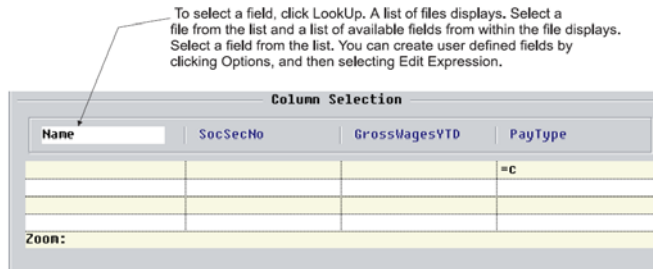 To select a field, click LookUp. A list of files displays. Select a
file from the list and a list of available fields from within the file displays.
Select a field from the list. You can create user defined fields by
clicking Options, and then selecting Edit Expression.
Column Selection
Name SocSecNo GrossWagesYTD PayType
=c
Zoom: